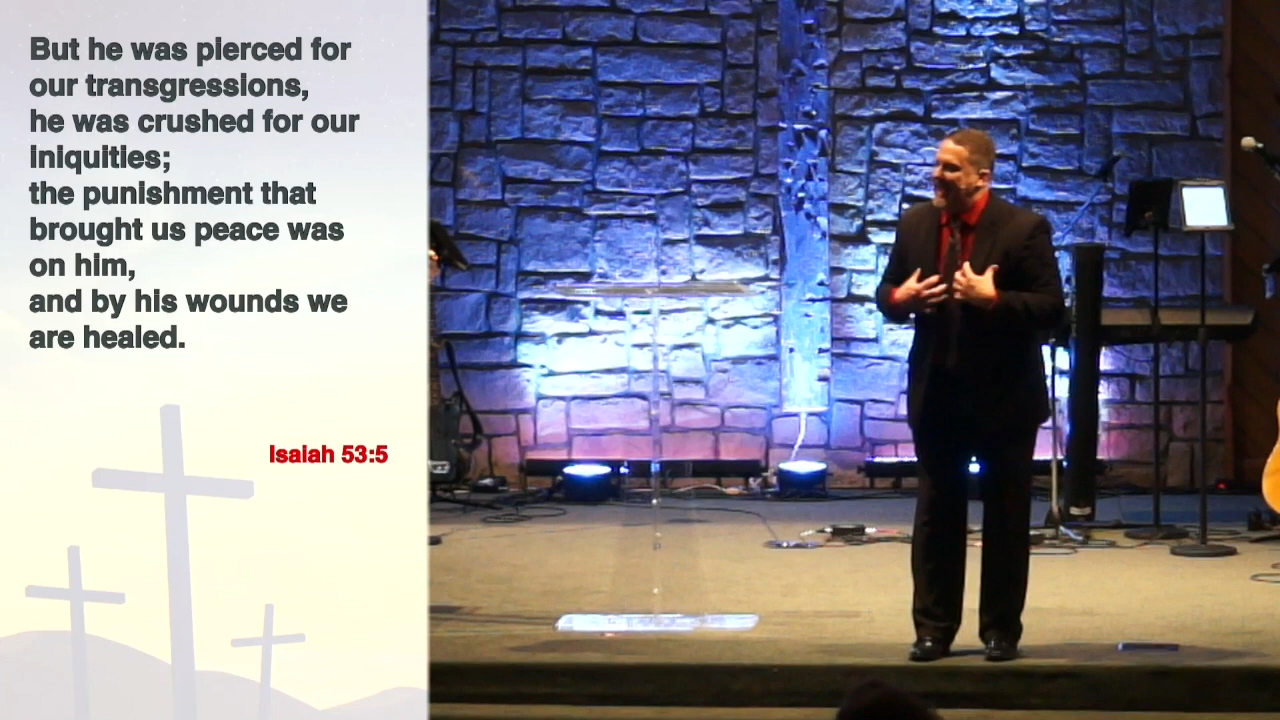 But he was pierced for
our transgressions,
he was crushed for our
iniquities;
the punishment that
brought us peace was
on him,
and by his wounds we
are healed.
Isaiah 53:5